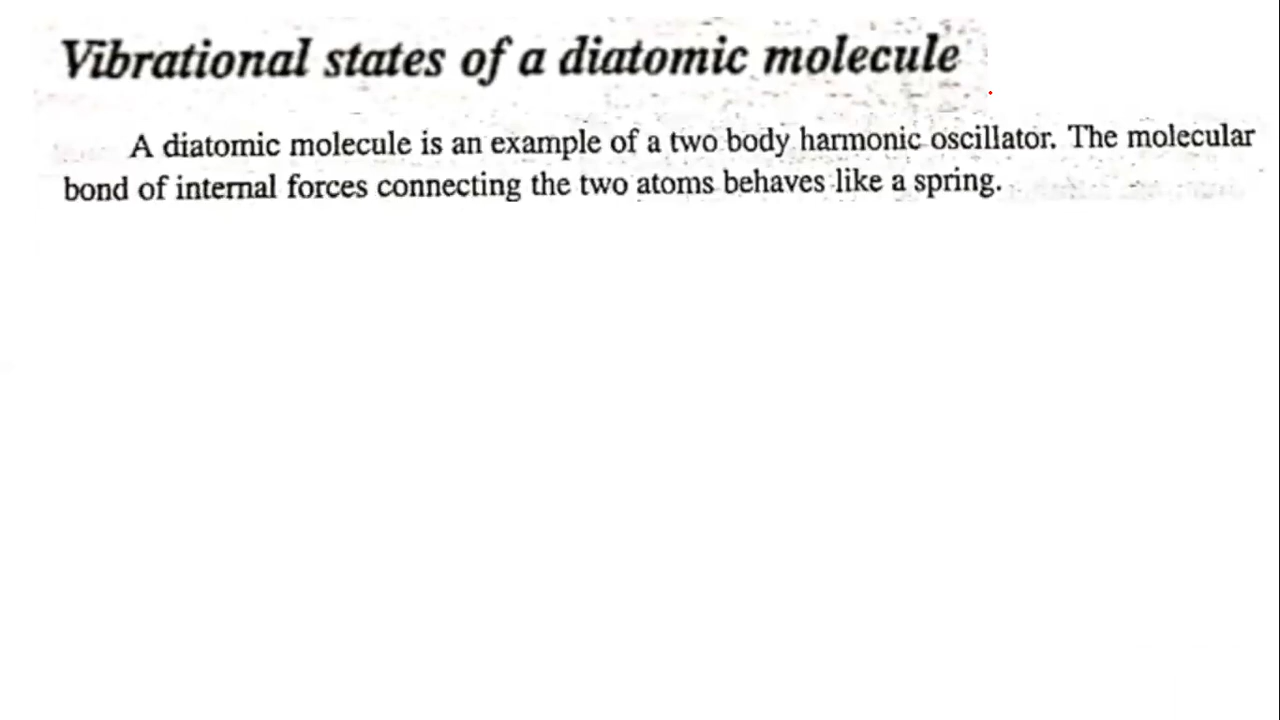 Vibrational states of a diatomic molecule
A diatomic molecule is an example of a two body harmonic oscillator. The molecular
bond of internal forces connecting the two atoms behaves like a spring.